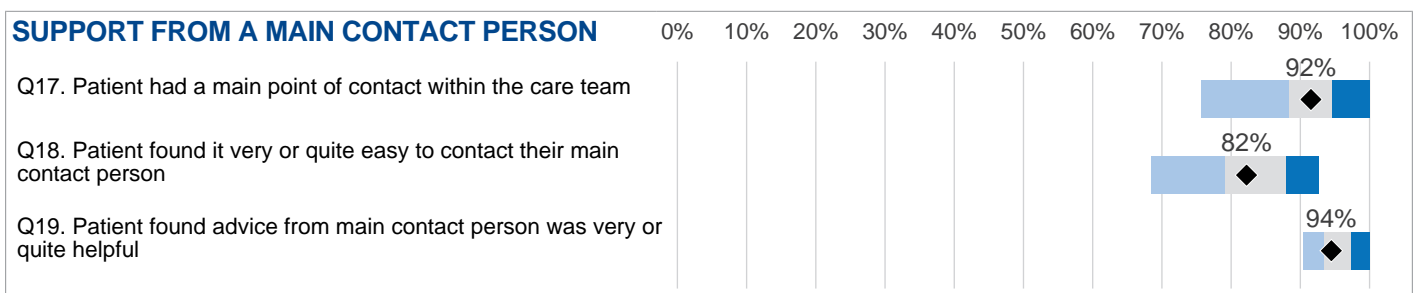 SUPPORT FROM A MAIN CONTACT PERSON 0% 10% 20% 30% 40% 50% 60% 70% 80% 90% 100%
Q17. Patient had a main point of contact within the care team 92%
Q18. Patient found it very or quite easy to contact their main
contact person
82%
Q19. Patient found advice from main contact person was very or
quite helpful
94%